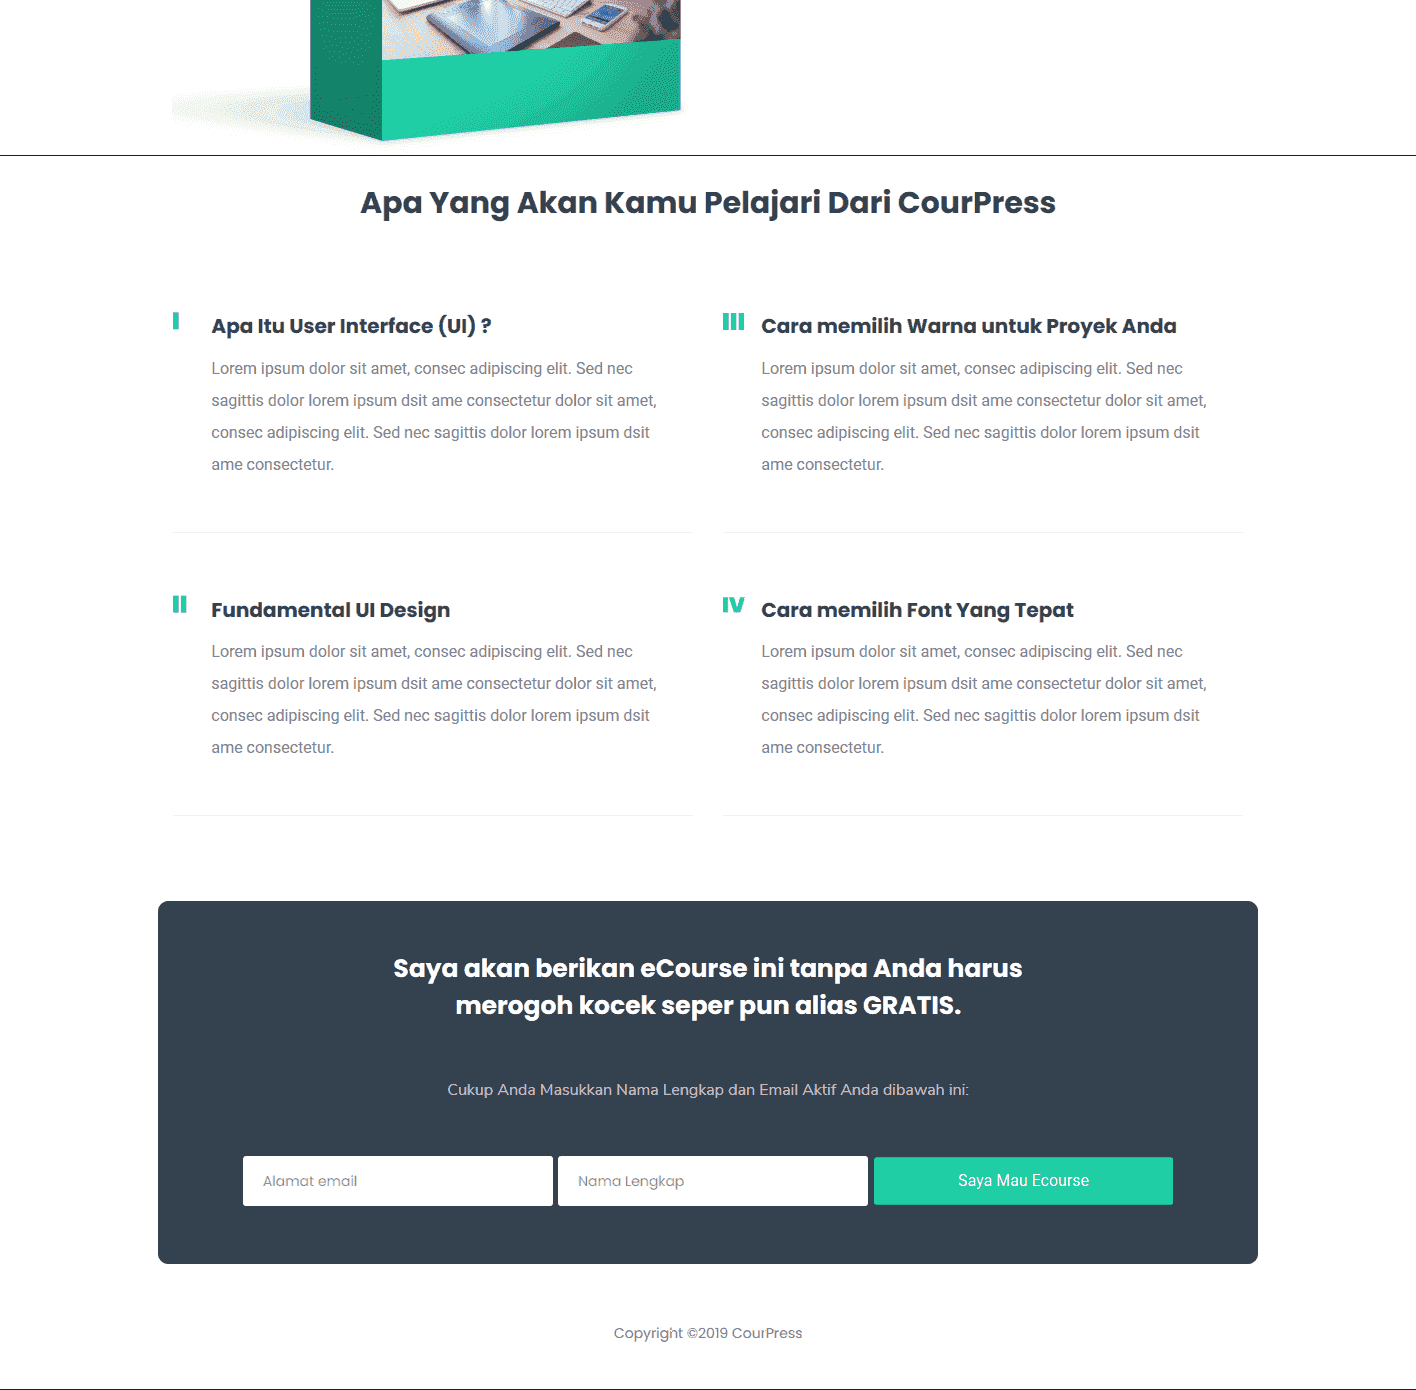 Apa Yang Akan Kamu Pelajari Dari CourPress
I
Apa Itu User Interface (UI) ?
Lorem ipsum dolor sit amet, consec adipiscing elit. Sed nec
sagittis dolor lorem ipsum dsit ame consectetur dolor sit amet,
consec adipiscing elit. Sed nec sagittis dolor lorem ipsum dsit
ame consectetur.
III
Cara memilih Warna untuk Proyek Anda
Lorem ipsum dolor sit amet, consec adipiscing elit. Sed nec
sagittis dolor lorem ipsum dsit ame consectetur dolor sit amet,
consec adipiscing elit. Sed nec sagittis dolor lorem ipsum dsit
ame consectetur.
II
Fundamental UI Design
Lorem ipsum dolor sit amet, consec adipiscing elit. Sed nec
sagittis dolor lorem ipsum dsit ame consectetur dolor sit amet,
consec adipiscing elit. Sed nec sagittis dolor lorem ipsum dsit
ame consectetur.
IV
Cara memilih Font Yang Tepat
Lorem ipsum dolor sit amet, consec adipiscing elit. Sed nec
sagittis dolor lorem ipsum dsit ame consectetur dolor sit amet,
consec adipiscing elit. Sed nec sagittis dolor lorem ipsum dsit
ame consectetur.
Saya akan berikan eCourse ini tanpa Anda harus
merogoh kocek seper pun alias GRATIS.
Cukup Anda Masukkan Nama Lengkap dan Email Aktif Anda dibawah ini:
Alamat email
Nama Lengkap
Saya Mau Ecourse
Copyright ©2019 CourPress